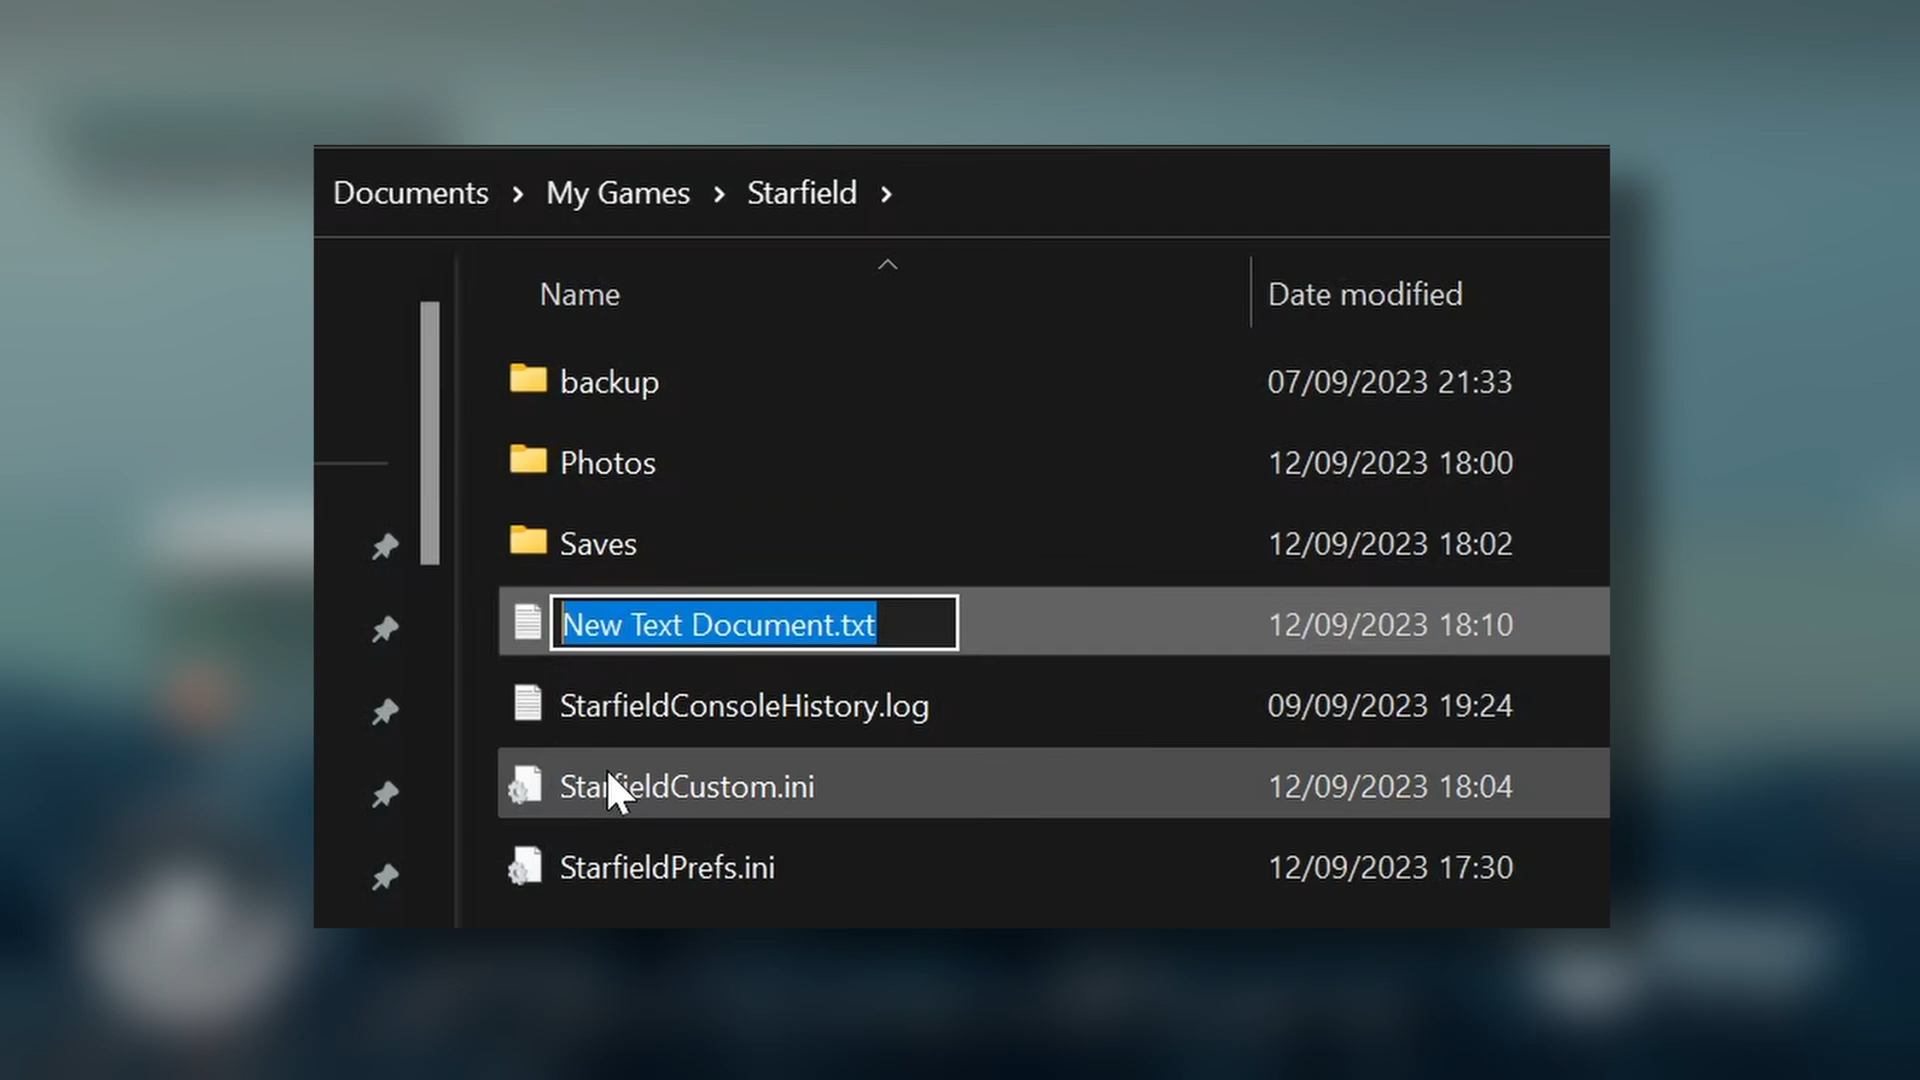 Documents > My Games > Starfield >
Name Date modified
backup 07/09/2023 21:33
Photos 12/09/2023 18:00
Saves 12/09/2023 18:02
New Text Document.txt 12/09/2023 18:10
StarfieldConsoleHistory.log 09/09/2023 19:24
StarfieldCustom.ini 12/09/2023 18:04
StarfieldPrefs.ini 12/09/2023 17:30